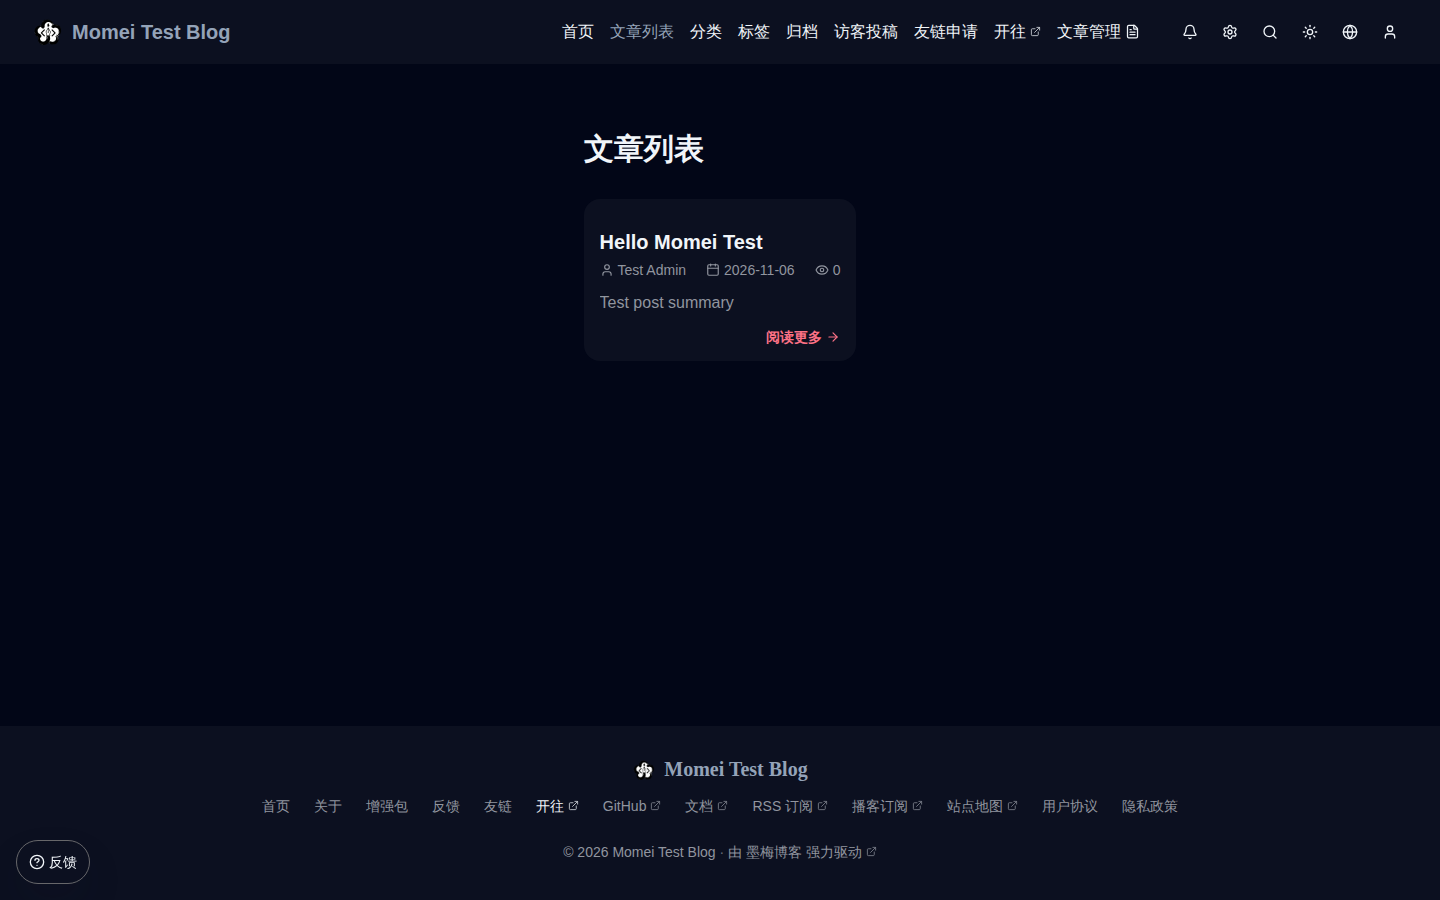 Momei Test Blog
首页 文章列表 分类 标签 归档 访客投稿 友链申请 开往 文章管理
文章列表
Hello Momei Test
Test Admin 2026-11-06 0
Test post summary
阅读更多
Momei Test Blog
首页 关于 增强包 反馈 友链 开往 GitHub 文档 RSS 订阅 播客订阅 站点地图 用户协议 隐私政策
© 2026 Momei Test Blog · 由 墨梅博客 强力驱动
反馈